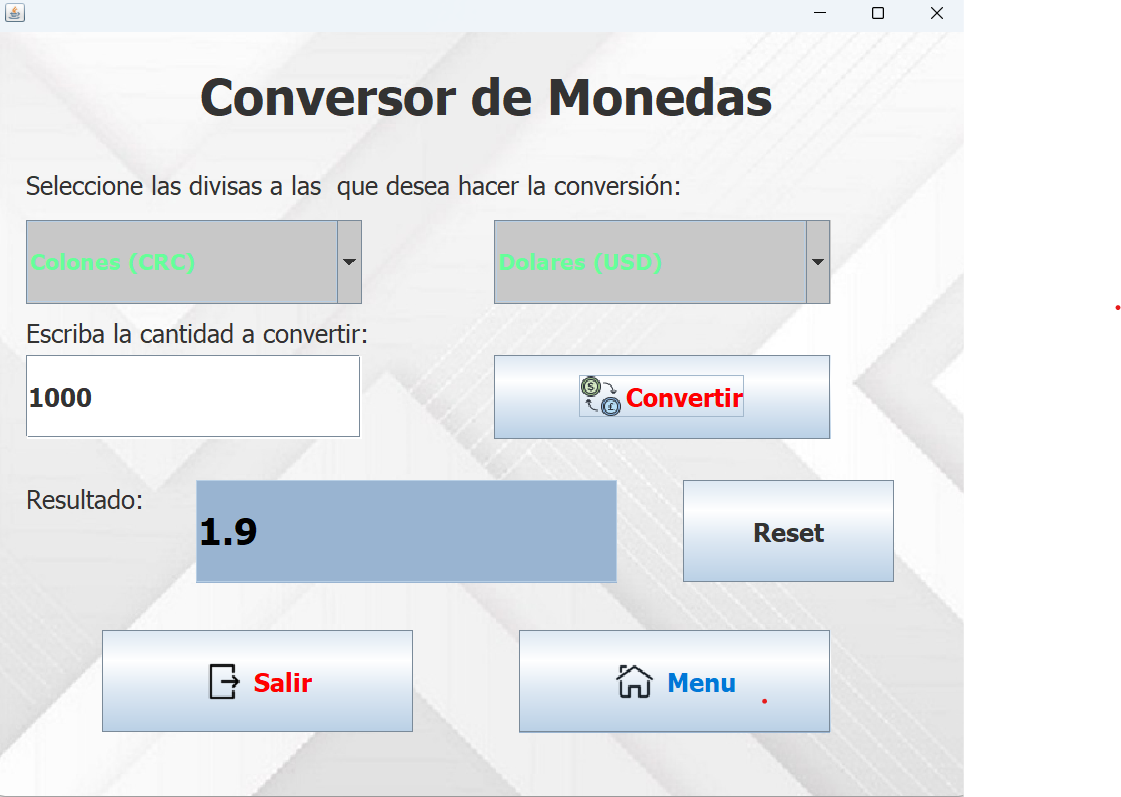 Conversor de Monedas
Seleccione las divisas a las  que desea hacer la conversión:
Colones (CRC)
Dolares (USD)
Escriba la cantidad a convertir:
1000
Convertir
Resultado:
1.9
Reset
Salir
Menu